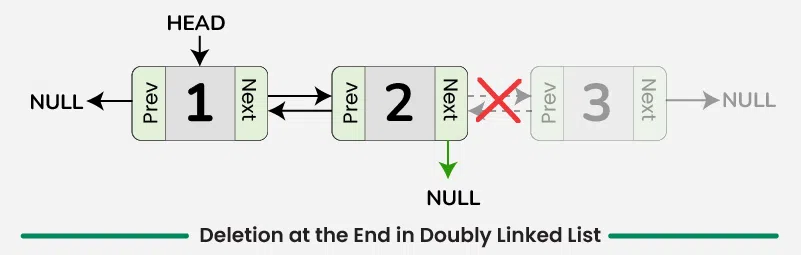 HEAD
NULL
Prev
1
Next
Prev
2
Next
Prev
3
Next
NULL
NULL
Deletion at the End in Doubly Linked List